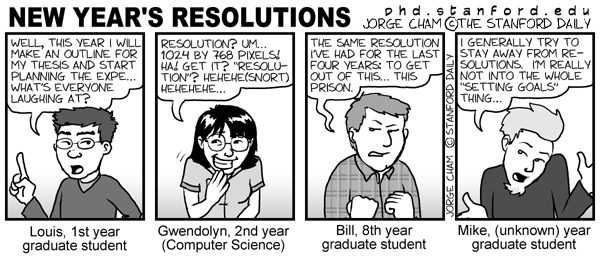 NEW YEAR'S RESOLUTIONS
phd.stanford.edu
JORGE CHAM ©THE STANFORD DAILY
WELL, THIS YEAR I WILL
MAKE AN OUTLINE FOR
MY THESIS AND START
PLANNING THE EXPE...
WHAT'S EVERYONE
LAUGHING AT?
RESOLUTION? UM...
1024 BY 768 PIXELS!
HA! GET IT? "RESOLU-
TION"? HEHEHE(SNORT)
HEHEHEHE...
THE SAME RESOLUTION
I'VE HAD FOR THE LAST
FOUR YEARS: TO GET
OUT OF THIS... THIS
PRISON.
JORGE CHAM ©STANFORD DAILY
I GENERALLY TRY TO
STAY AWAY FROM RE-
SOLUTIONS. I'M REALLY
NOT INTO THE WHOLE
"SETTING GOALS"
THING...
Louis, 1st year
graduate student
Gwendolyn, 2nd year
(Computer Science)
Bill, 8th year
graduate student
Mike, (unknown) year
graduate student